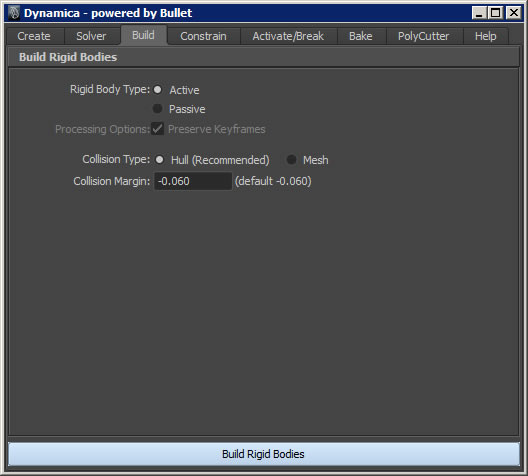 Dynamica - powered by Bullet
Create Solver Build Constrain Activate/Break Bake PolyCutter Help
Build Rigid Bodies
Rigid Body Type: Active
Passive
Processing Options: Preserve Keyframes
Collision Type: Hull (Recommended) Mesh
Collision Margin: -0.060 (default -0.060)
Build Rigid Bodies